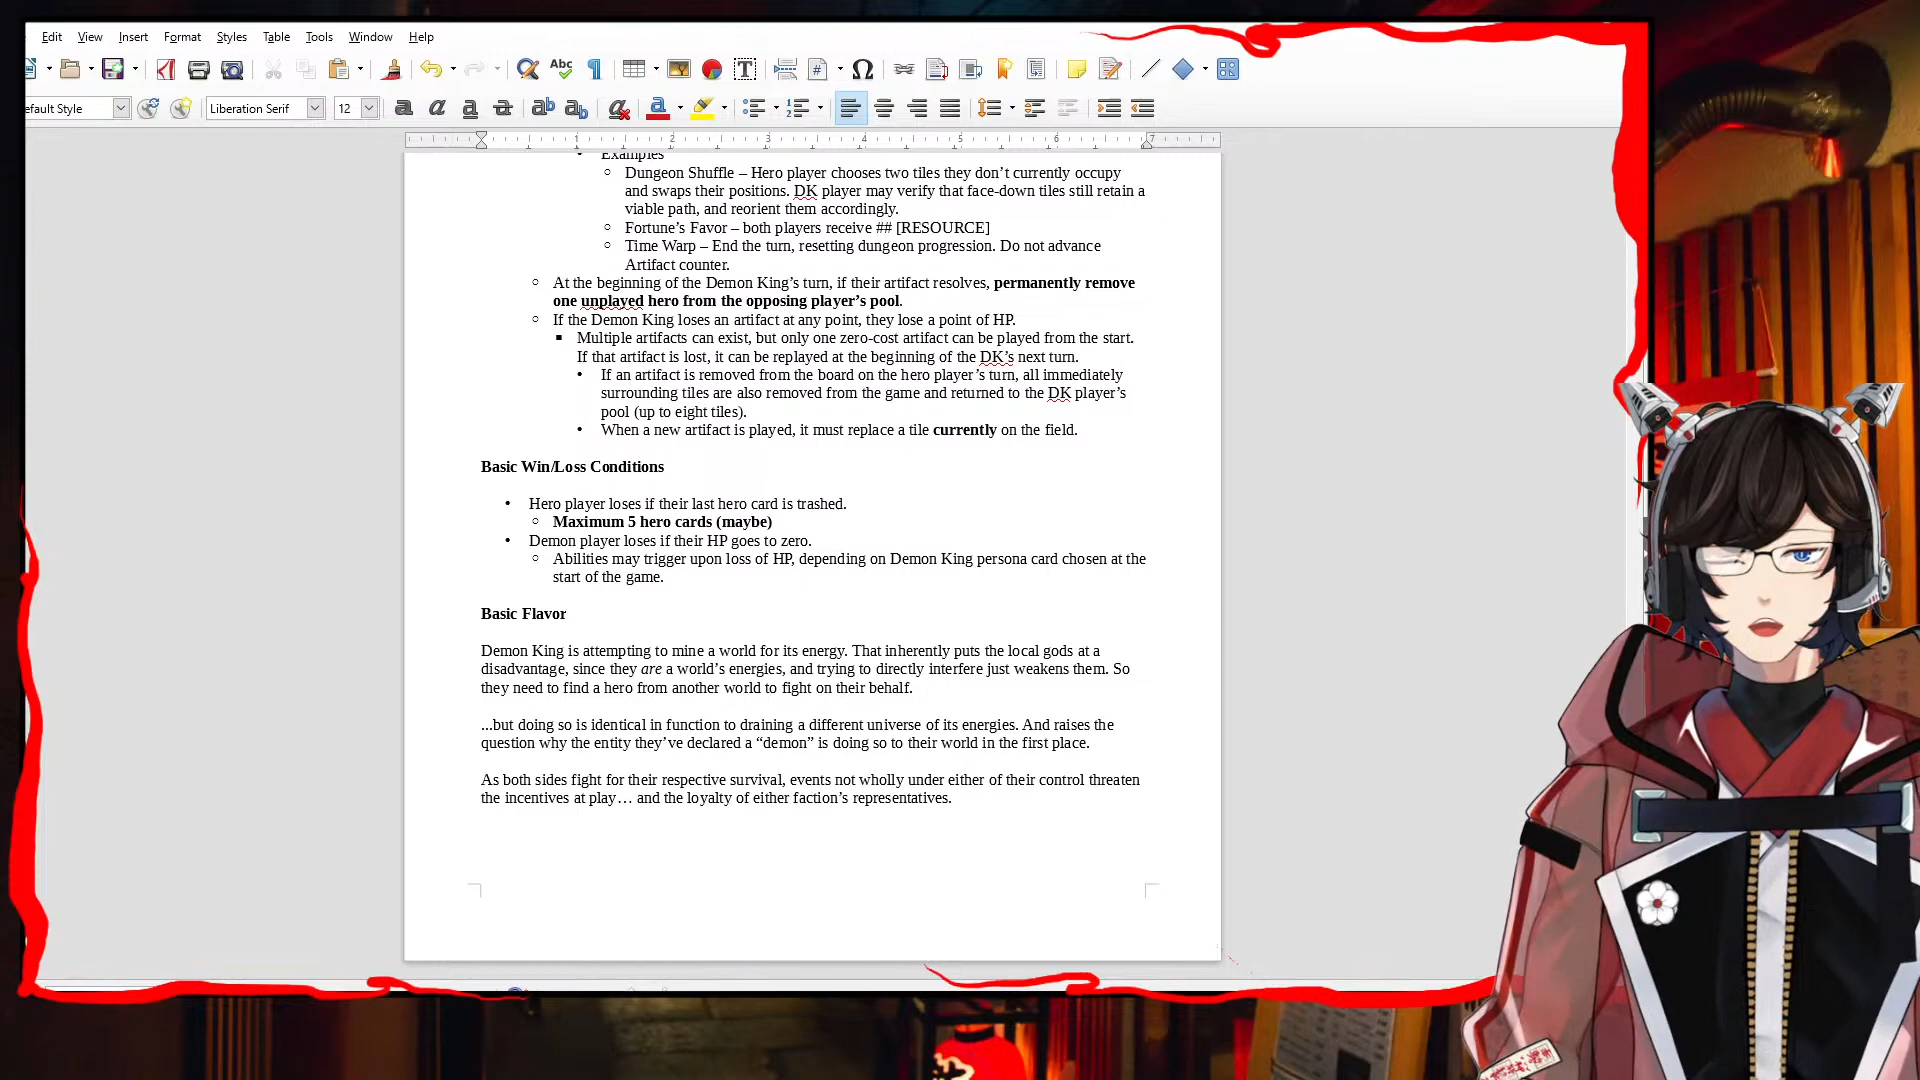 Edit View Insert Format Styles Table Tools Window Help
efault Style Liberation Serif 12
Examples
Dungeon Shuffle – Hero player chooses two tiles they don't currently occupy
and swaps their positions. DK player may verify that face-down tiles still retain a
viable path, and reorient them accordingly.
Fortune's Favor – both players receive ## [RESOURCE]
Time Warp – End the turn, resetting dungeon progression. Do not advance
Artifact counter.
At the beginning of the Demon King's turn, if their artifact resolves, permanently remove
one unplayed hero from the opposing player's pool.
If the Demon King loses an artifact at any point, they lose a point of HP.
Multiple artifacts can exist, but only one zero-cost artifact can be played from the start.
If that artifact is lost, it can be replayed at the beginning of the DK's next turn.
If an artifact is removed from the board on the hero player's turn, all immediately
surrounding tiles are also removed from the game and returned to the DK player's
pool (up to eight tiles).
When a new artifact is played, it must replace a tile currently on the field.
Basic Win/Loss Conditions
Hero player loses if their last hero card is trashed.
Maximum 5 hero cards (maybe)
Demon player loses if their HP goes to zero.
Abilities may trigger upon loss of HP, depending on Demon King persona card chosen at the
start of the game.
Basic Flavor
Demon King is attempting to mine a world for its energy. That inherently puts the local gods at a
disadvantage, since they are a world's energies, and trying to directly interfere just weakens them. So
they need to find a hero from another world to fight on their behalf.
...but doing so is identical in function to draining a different universe of its energies. And raises the
question why the entity they've declared a "demon" is doing so to their world in the first place.
As both sides fight for their respective survival, events not wholly under either of their control threaten
the incentives at play… and the loyalty of either faction's representatives.